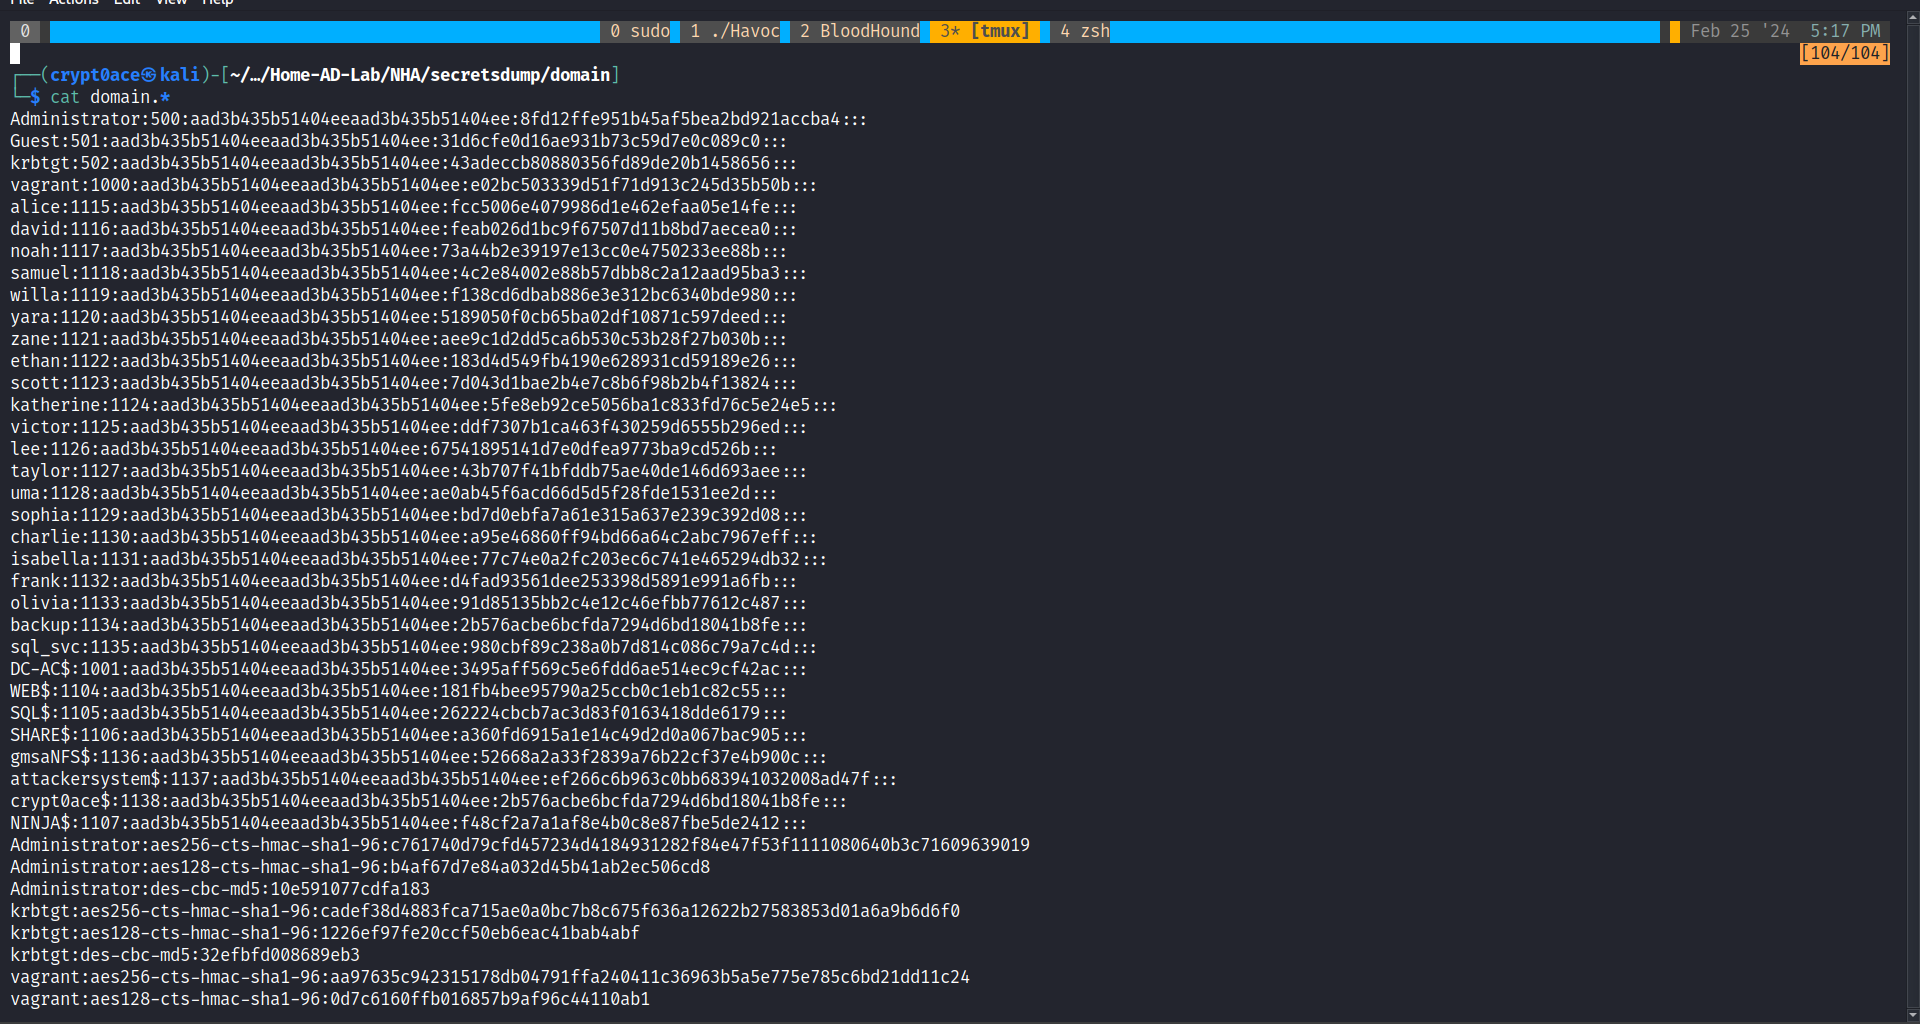 File Actions Edit View Help
0 0 sudo 1 ./Havoc 2 BloodHound 3* [tmux] 4 zsh Feb 25 '24 5:17 PM
[104/104]
┌──(crypt0ace㉿kali)-[~/…/Home-AD-Lab/NHA/secretsdump/domain]
└─$ cat domain.*
Administrator:500:aad3b435b51404eeaad3b435b51404ee:8fd12ffe951b45af5bea2bd921accba4:::
Guest:501:aad3b435b51404eeaad3b435b51404ee:31d6cfe0d16ae931b73c59d7e0c089c0:::
krbtgt:502:aad3b435b51404eeaad3b435b51404ee:43adeccb80880356fd89de20b1458656:::
vagrant:1000:aad3b435b51404eeaad3b435b51404ee:e02bc503339d51f71d913c245d35b50b:::
alice:1115:aad3b435b51404eeaad3b435b51404ee:fcc5006e4079986d1e462efaa05e14fe:::
david:1116:aad3b435b51404eeaad3b435b51404ee:feab026d1bc9f67507d11b8bd7aecea0:::
noah:1117:aad3b435b51404eeaad3b435b51404ee:73a44b2e39197e13cc0e4750233ee88b:::
samuel:1118:aad3b435b51404eeaad3b435b51404ee:4c2e84002e88b57dbb8c2a12aad95ba3:::
willa:1119:aad3b435b51404eeaad3b435b51404ee:f138cd6dbab886e3e312bc6340bde980:::
yara:1120:aad3b435b51404eeaad3b435b51404ee:5189050f0cb65ba02df10871c597deed:::
zane:1121:aad3b435b51404eeaad3b435b51404ee:aee9c1d2dd5ca6b530c53b28f27b030b:::
ethan:1122:aad3b435b51404eeaad3b435b51404ee:183d4d549fb4190e628931cd59189e26:::
scott:1123:aad3b435b51404eeaad3b435b51404ee:7d043d1bae2b4e7c8b6f98b2b4f13824:::
katherine:1124:aad3b435b51404eeaad3b435b51404ee:5fe8eb92ce5056ba1c833fd76c5e24e5:::
victor:1125:aad3b435b51404eeaad3b435b51404ee:ddf7307b1ca463f430259d6555b296ed:::
lee:1126:aad3b435b51404eeaad3b435b51404ee:67541895141d7e0dfea9773ba9cd526b:::
taylor:1127:aad3b435b51404eeaad3b435b51404ee:43b707f41bfddb75ae40de146d693aee:::
uma:1128:aad3b435b51404eeaad3b435b51404ee:ae0ab45f6acd66d5d5f28fde1531ee2d:::
sophia:1129:aad3b435b51404eeaad3b435b51404ee:bd7d0ebfa7a61e315a637e239c392d08:::
charlie:1130:aad3b435b51404eeaad3b435b51404ee:a95e46860ff94bd66a64c2abc7967eff:::
isabella:1131:aad3b435b51404eeaad3b435b51404ee:77c74e0a2fc203ec6c741e465294db32:::
frank:1132:aad3b435b51404eeaad3b435b51404ee:d4fad93561dee253398d5891e991a6fb:::
olivia:1133:aad3b435b51404eeaad3b435b51404ee:91d85135bb2c4e12c46efbb77612c487:::
backup:1134:aad3b435b51404eeaad3b435b51404ee:2b576acbe6bcfda7294d6bd18041b8fe:::
sql_svc:1135:aad3b435b51404eeaad3b435b51404ee:980cbf89c238a0b7d814c086c79a7c4d:::
DC-AC$:1001:aad3b435b51404eeaad3b435b51404ee:3495aff569c5e6fdd6ae514ec9cf42ac:::
WEB$:1104:aad3b435b51404eeaad3b435b51404ee:181fb4bee95790a25ccb0c1eb1c82c55:::
SQL$:1105:aad3b435b51404eeaad3b435b51404ee:262224cbcb7ac3d83f0163418dde6179:::
SHARE$:1106:aad3b435b51404eeaad3b435b51404ee:a360fd6915a1e14c49d2d0a067bac905:::
gmsaNFS$:1136:aad3b435b51404eeaad3b435b51404ee:52668a2a33f2839a76b22cf37e4b900c:::
attackersystem$:1137:aad3b435b51404eeaad3b435b51404ee:ef266c6b963c0bb683941032008ad47f:::
crypt0ace$:1138:aad3b435b51404eeaad3b435b51404ee:2b576acbe6bcfda7294d6bd18041b8fe:::
NINJA$:1107:aad3b435b51404eeaad3b435b51404ee:f48cf2a7a1af8e4b0c8e87fbe5de2412:::
Administrator:aes256-cts-hmac-sha1-96:c761740d79cfd457234d4184931282f84e47f53f1111080640b3c71609639019
Administrator:aes128-cts-hmac-sha1-96:b4af67d7e84a032d45b41ab2ec506cd8
Administrator:des-cbc-md5:10e591077cdfa183
krbtgt:aes256-cts-hmac-sha1-96:cadef38d4883fca715ae0a0bc7b8c675f636a12622b27583853d01a6a9b6d6f0
krbtgt:aes128-cts-hmac-sha1-96:1226ef97fe20ccf50eb6eac41bab4abf
krbtgt:des-cbc-md5:32efbfd008689eb3
vagrant:aes256-cts-hmac-sha1-96:aa97635c942315178db04791ffa240411c36963b5a5e775e785c6bd21dd11c24
vagrant:aes128-cts-hmac-sha1-96:0d7c6160ffb016857b9af96c44110ab1